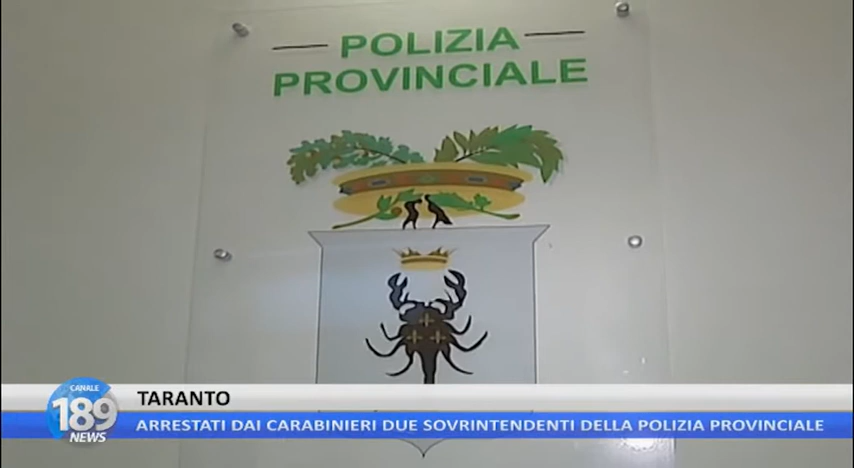 POLIZIA
PROVINCIALE
TARANTO
CANALE
189
NEWS
ARRESTATI DAI CARABINIERI DUE SOVRINTENDENTI DELLA POLIZIA PROVINCIALE